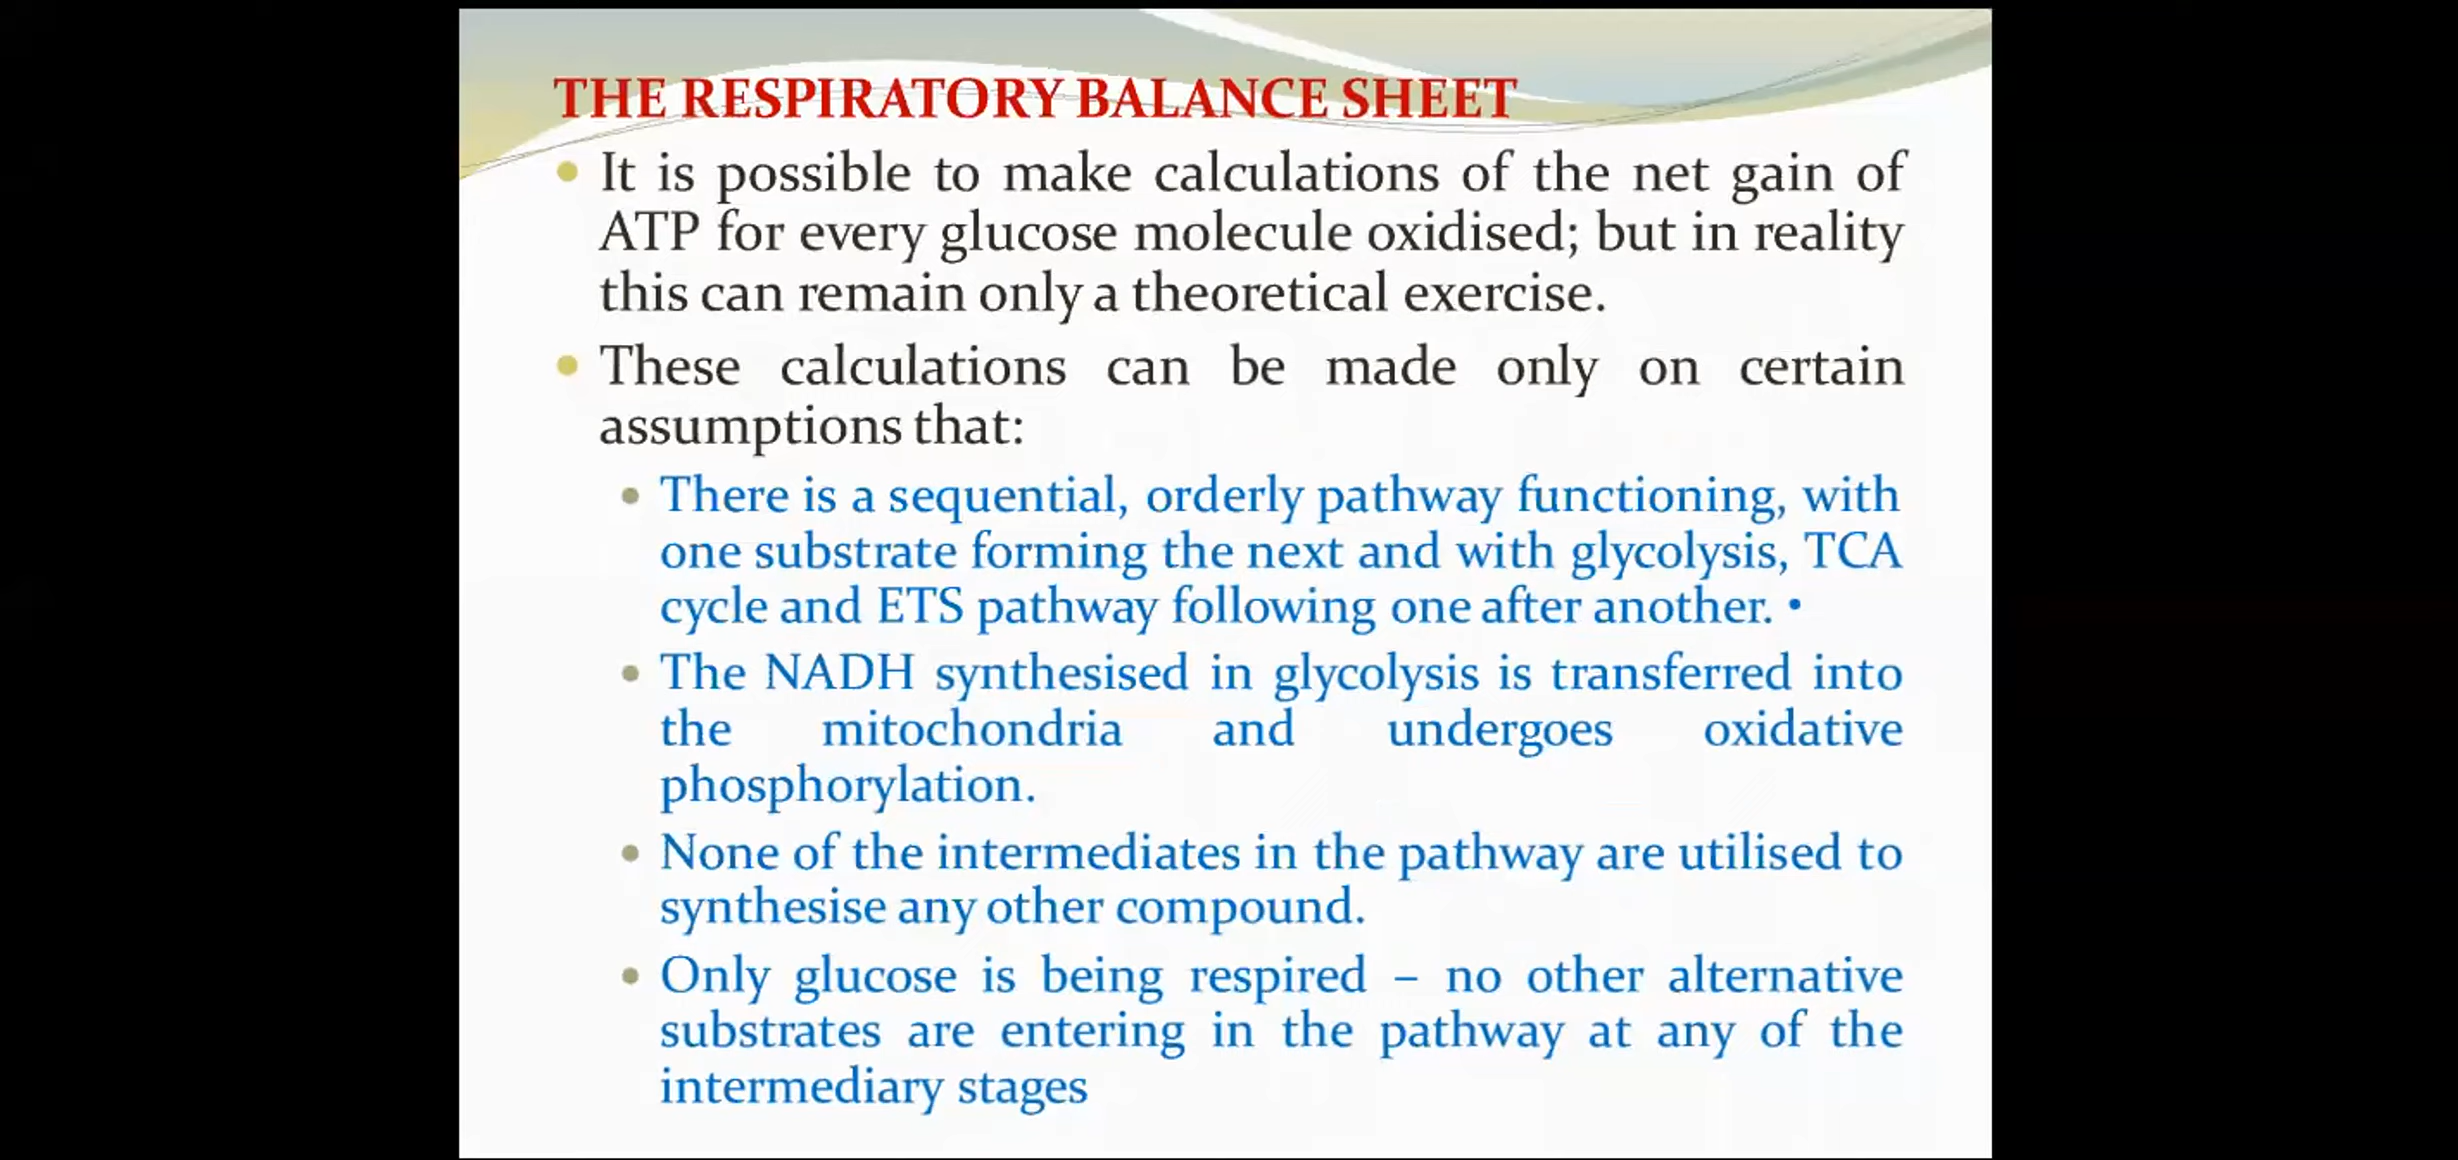 THE RESPIRATORY BALANCE SHEET
• It is possible to make calculations of the net gain of
ATP for every glucose molecule oxidised; but in reality
this can remain only a theoretical exercise.
• These calculations can be made only on certain
assumptions that:
• There is a sequential, orderly pathway functioning, with
one substrate forming the next and with glycolysis, TCA
cycle and ETS pathway following one after another. •
• The NADH synthesised in glycolysis is transferred into
the mitochondria and undergoes oxidative
phosphorylation.
• None of the intermediates in the pathway are utilised to
synthesise any other compound.
• Only glucose is being respired – no other alternative
substrates are entering in the pathway at any of the
intermediary stages